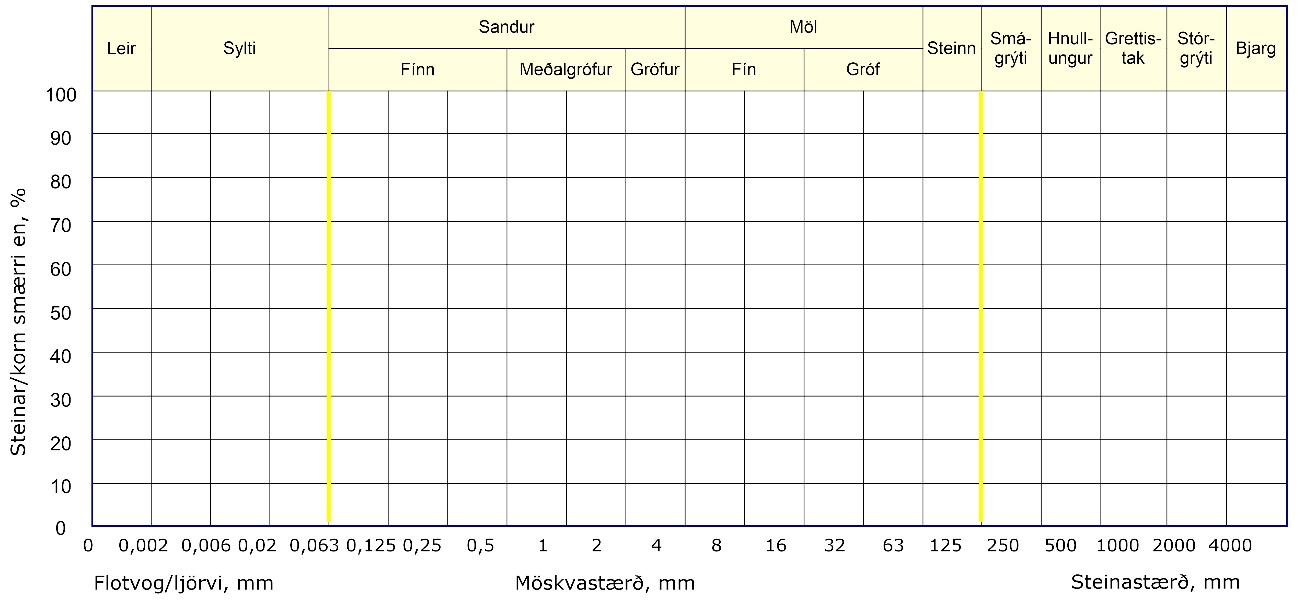 Sandur Möl
Leir Sylti Steinn Smá- Hnull- Grettis- Stór- Bjarg
grýti ungur tak grýti
Fínn Meðalgrófur Grófur Fín Gróf
100
90
80
70
60
50
40
30
20
10
0
Steinar/korn smærri en, %
0 0,002 0,006 0,02 0,063 0,125 0,25 0,5 1 2 4 8 16 32 63 125 250 500 1000 2000 4000
Flotvog/ljörvi, mm Möskvastærð, mm Steinastærð, mm